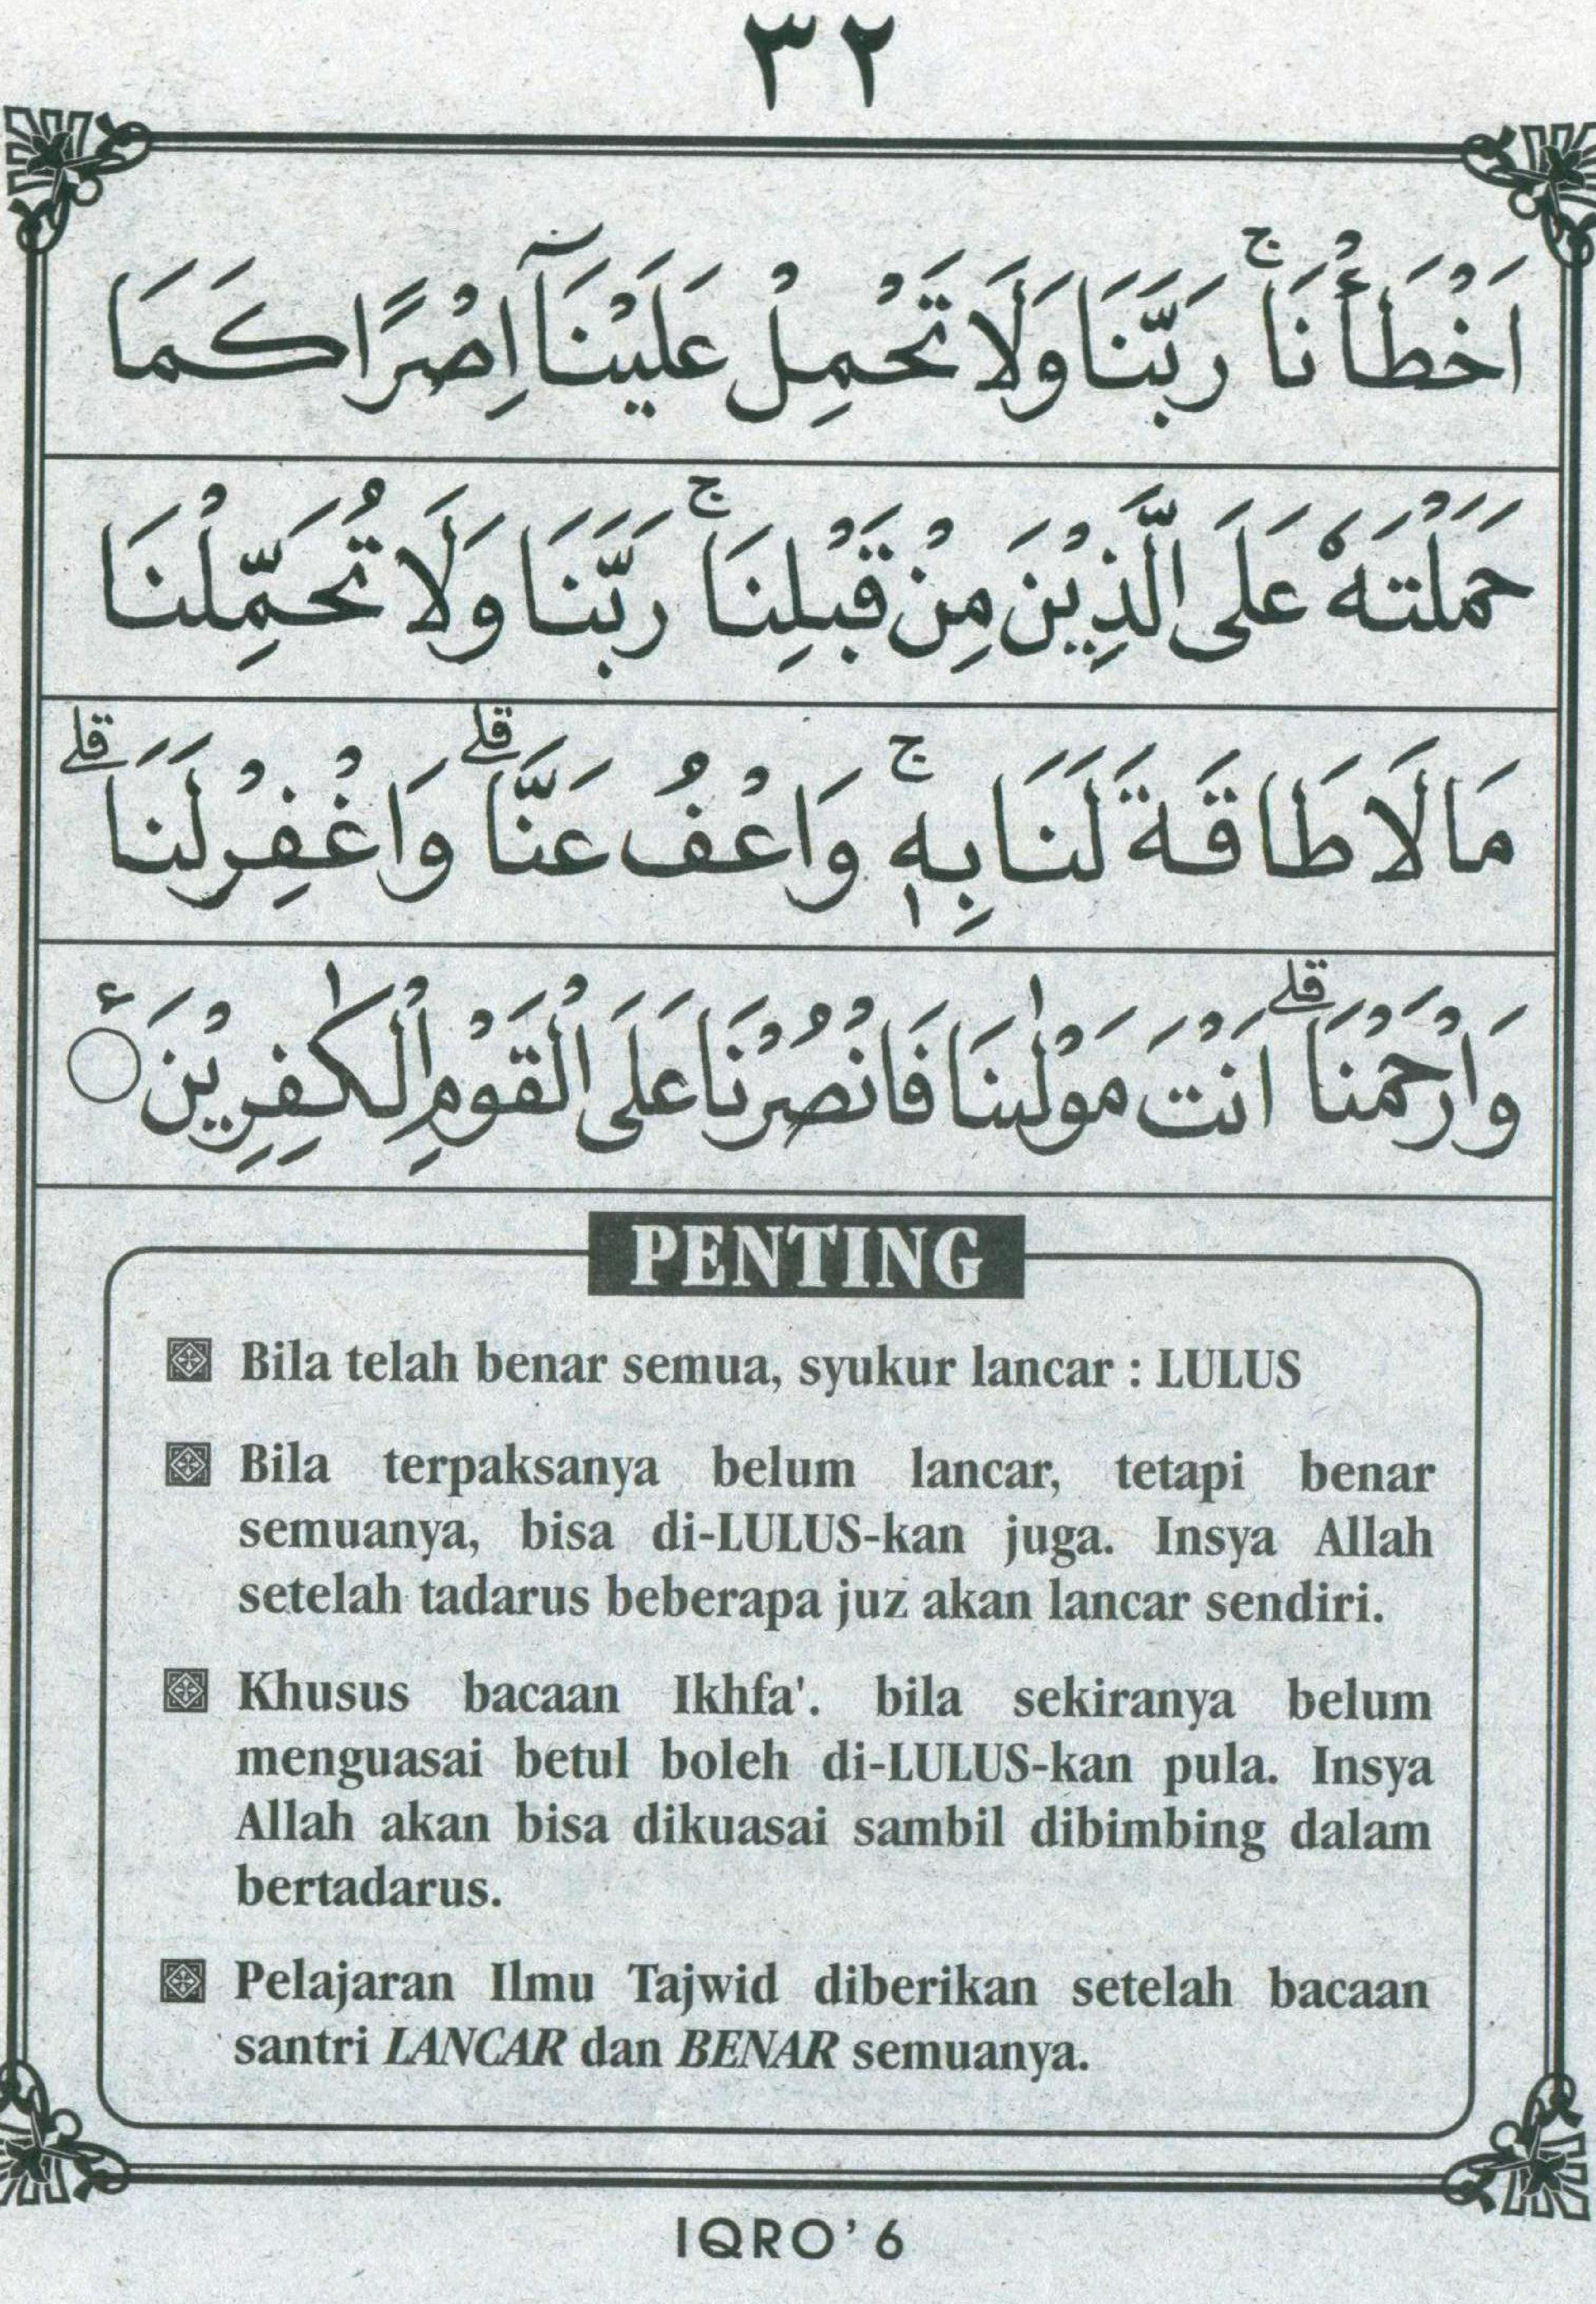 ٣٢
اَخْطَأْنَاۚ رَبَّنَا وَلَا تَحْمِلْ عَلَيْنَآ اِصْرًا كَمَا
حَمَلْتَهٗ عَلَى الَّذِيْنَ مِنْ قَبْلِنَاۚ رَبَّنَا وَلَا تُحَمِّلْنَا
مَا لَا طَاقَةَ لَنَا بِهٖۚ وَاعْفُ عَنَّاۗ وَاغْفِرْ لَنَاۗ
وَارْحَمْنَاۗ اَنْتَ مَوْلٰىنَا فَانْصُرْنَا عَلَى الْقَوْمِ الْكٰفِرِيْنَ ۝ ع
PENTING
Bila telah benar semua, syukur lancar : LULUS
Bila terpaksanya belum lancar, tetapi benar
semuanya, bisa di-LULUS-kan juga. Insya Allah
setelah tadarus beberapa juz akan lancar sendiri.
Khusus bacaan Ikhfa'. bila sekiranya belum
menguasai betul boleh di-LULUS-kan pula. Insya
Allah akan bisa dikuasai sambil dibimbing dalam
bertadarus.
Pelajaran Ilmu Tajwid diberikan setelah bacaan
santri LANCAR dan BENAR semuanya.
IQRO' 6